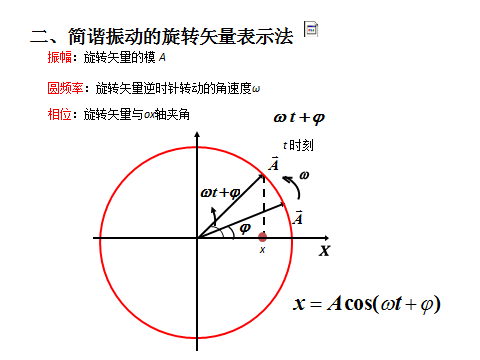 二、简谐振动的旋转矢量表示法
振幅：旋转矢量的模 A
圆频率：旋转矢量逆时针转动的角速度ω
相位：旋转矢量与ox轴夹角
ωt+φ
t 时刻
A
ω
ωt+φ
A
φ
x
X
x = Acos(ωt+φ)